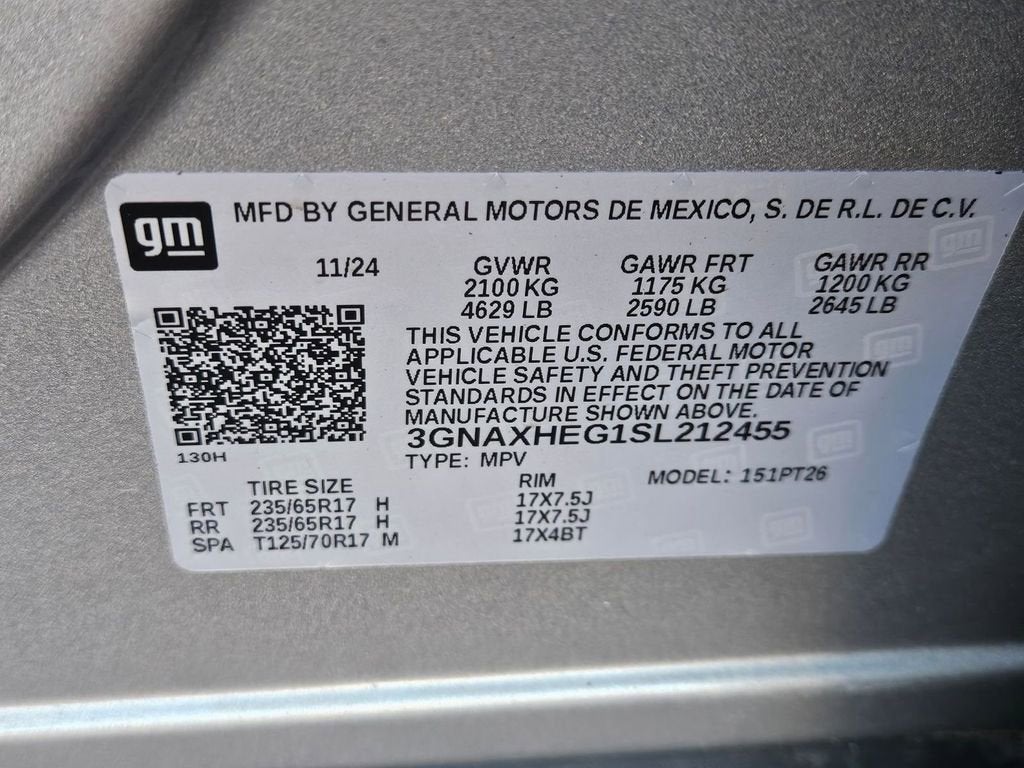 gm
MFD BY GENERAL MOTORS DE MEXICO, S. DE R.L. DE C.V.
11/24 GVWR GAWR FRT GAWR RR
2100 KG 1175 KG 1200 KG
4629 LB 2590 LB 2645 LB
THIS VEHICLE CONFORMS TO ALL
APPLICABLE U.S. FEDERAL MOTOR
VEHICLE SAFETY AND THEFT PREVENTION
STANDARDS IN EFFECT ON THE DATE OF
MANUFACTURE SHOWN ABOVE.
3GNAXHEG1SL212455
130H
TYPE: MPV MODEL: 151PT26
TIRE SIZE RIM
FRT 235/65R17 H 17X7.5J
RR 235/65R17 H 17X7.5J
SPA T125/70R17 M 17X4BT